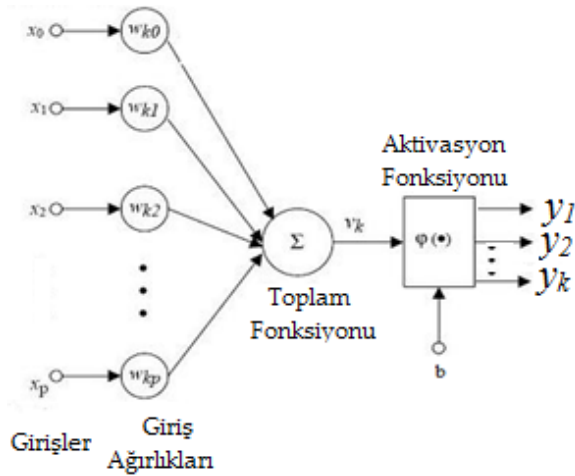 x0
wk0
x1
wk1
x2
wk2
xp
wkp
Σ
Toplam
Fonksiyonu
vk
Aktivasyon
Fonksiyonu
φ(•)
b
y1
y2
yk
Girişler
Giriş
Ağırlıkları